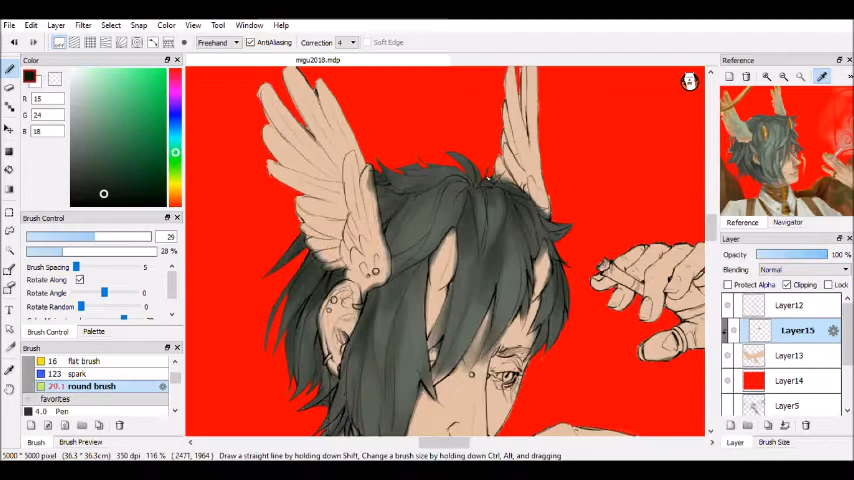 File Edit Layer Filter Select Snap Color View Tool Window Help
off Freehand AntiAliasing Correction 4 Soft Edge
migu2018.mdp
Color
R 15
G 24
B 18
Brush Control
29
28 %
Brush Spacing 5
Rotate Along
Rotate Angle 0
Rotate Random 0
Brush Control Palette
Brush
16 flat brush
123 spark
29.1 round brush
favorites
4.0 Pen
Brush Brush Preview
Reference
Reference Navigator
Layer
Opacity 100 %
Blending Normal
Protect Alpha Clipping Lock
Layer12
Layer15
Layer13
Layer14
Layer5
Layer Brush Size
5000 * 5000 pixel (36.3 * 36.3cm) 350 dpi 116 % (2471, 1964) Draw a straight line by holding down Shift, Change a brush size by holding down Ctrl, Alt, and dragging